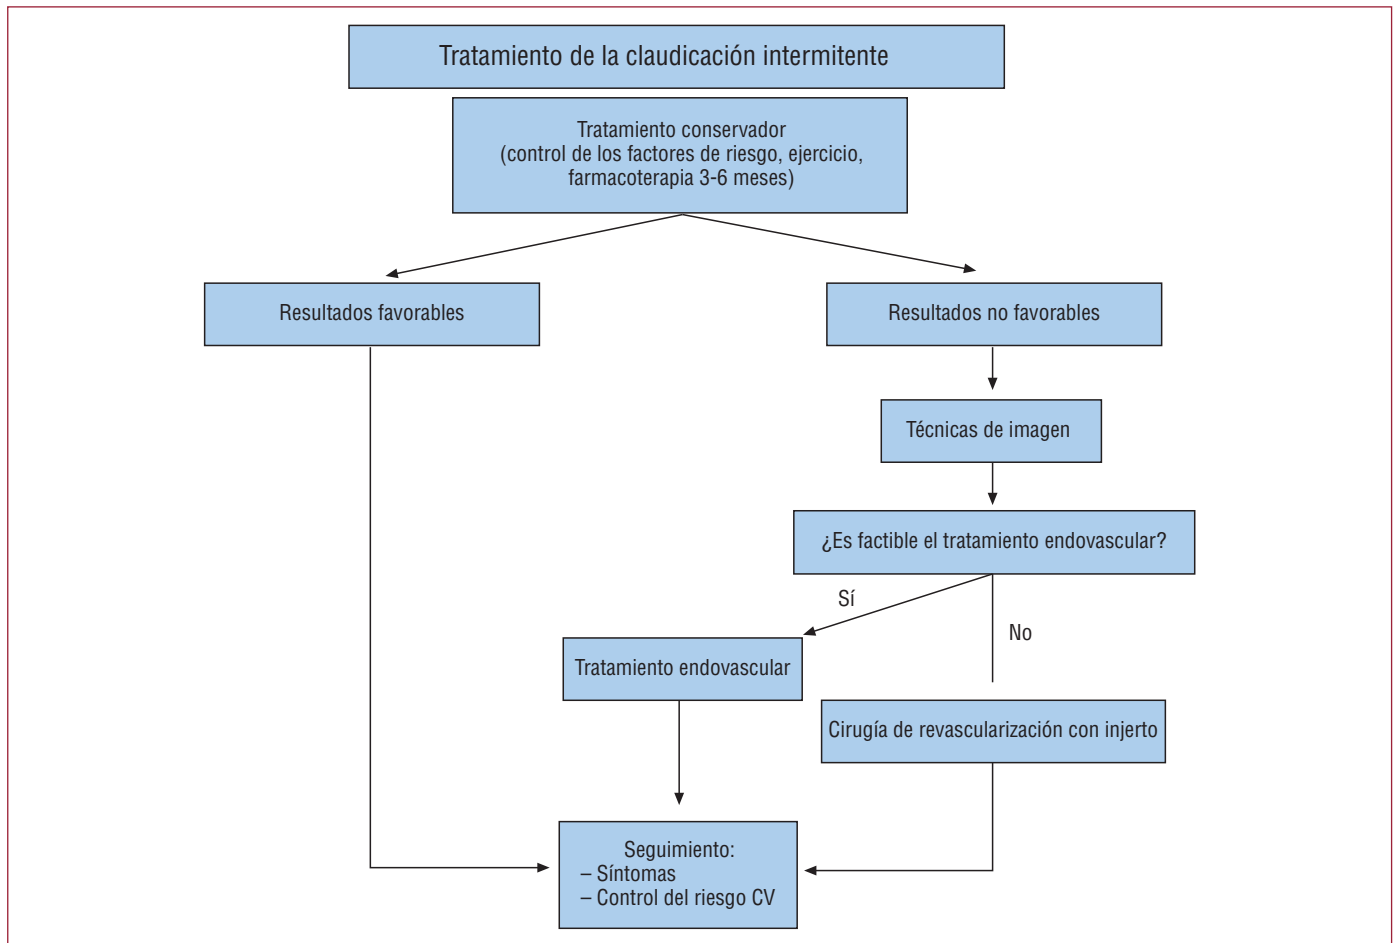 Tratamiento de la claudicación intermitente
Tratamiento conservador
(control de los factores de riesgo, ejercicio,
farmacoterapia 3-6 meses)
Resultados favorables
Resultados no favorables
Técnicas de imagen
¿Es factible el tratamiento endovascular?
Sí
No
Tratamiento endovascular
Cirugía de revascularización con injerto
Seguimiento:
– Síntomas
– Control del riesgo CV